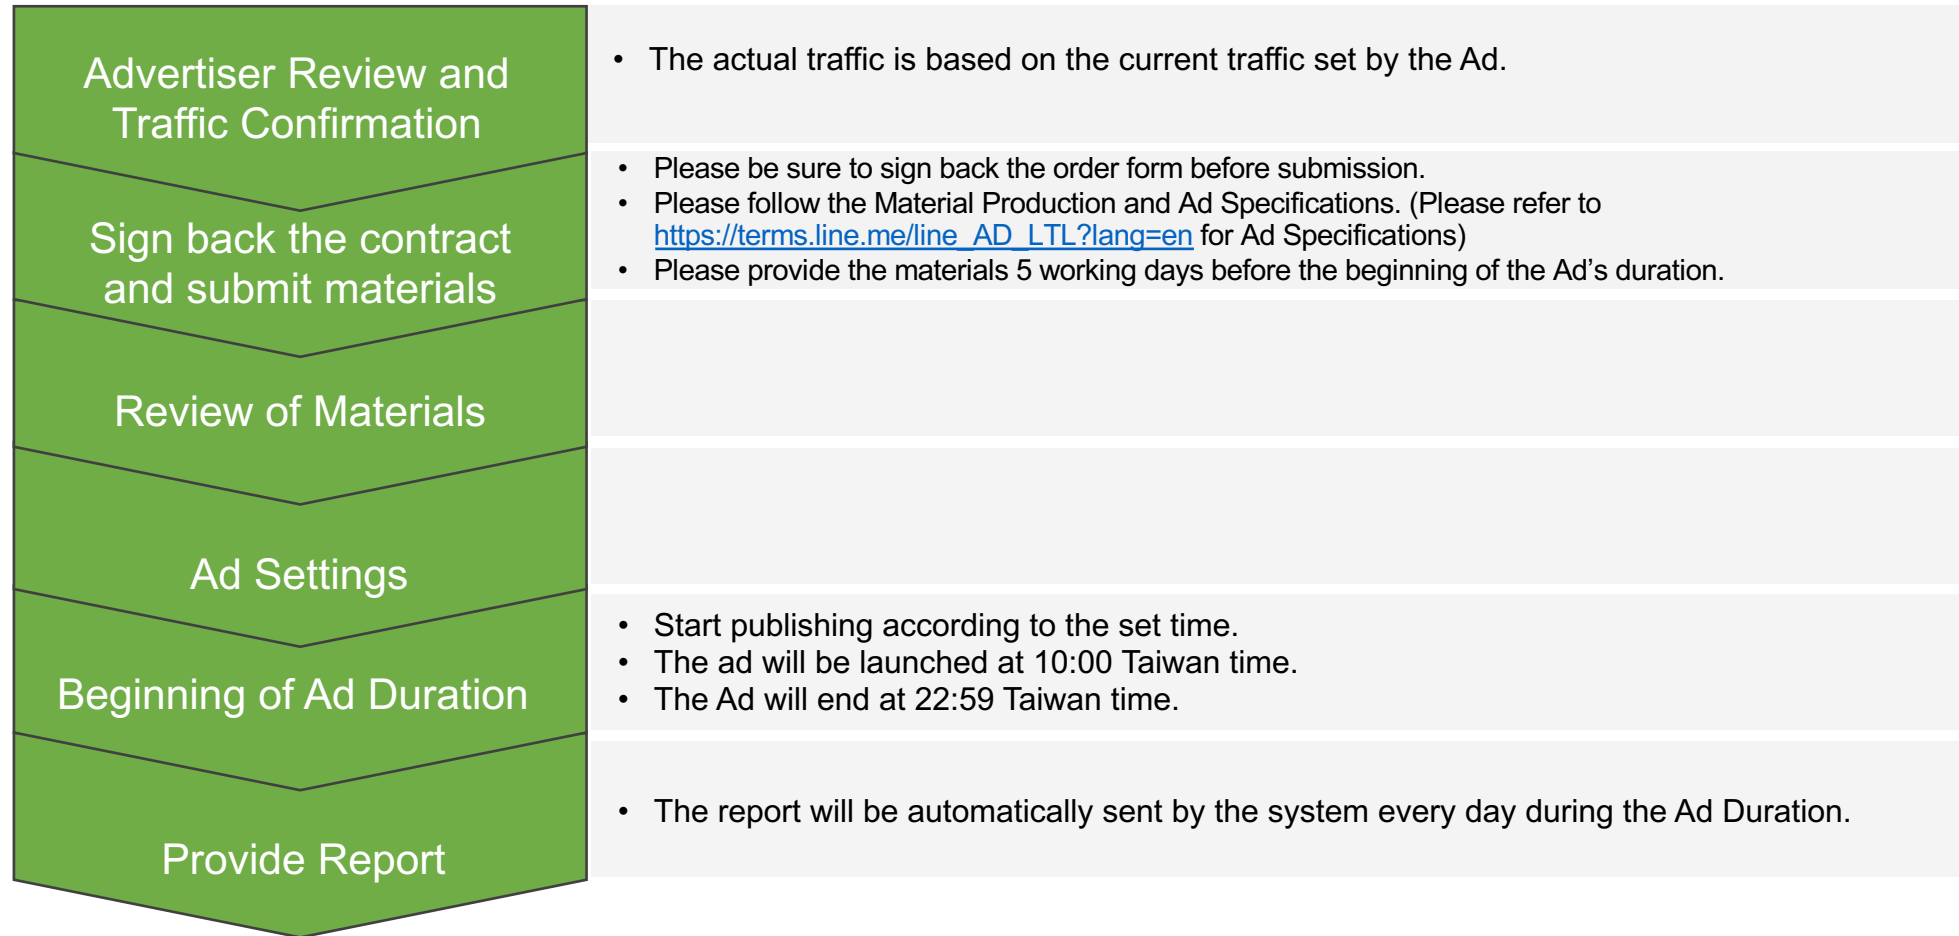 Advertiser Review and
Traffic Confirmation
• The actual traffic is based on the current traffic set by the Ad.
Sign back the contract
and submit materials
• Please be sure to sign back the order form before submission.
• Please follow the Material Production and Ad Specifications. (Please refer to
https://terms.line.me/line_AD_LTL?lang=en for Ad Specifications)
• Please provide the materials 5 working days before the beginning of the Ad’s duration.
Review of Materials
Ad Settings
Beginning of Ad Duration
• Start publishing according to the set time.
• The ad will be launched at 10:00 Taiwan time.
• The Ad will end at 22:59 Taiwan time.
Provide Report
• The report will be automatically sent by the system every day during the Ad Duration.